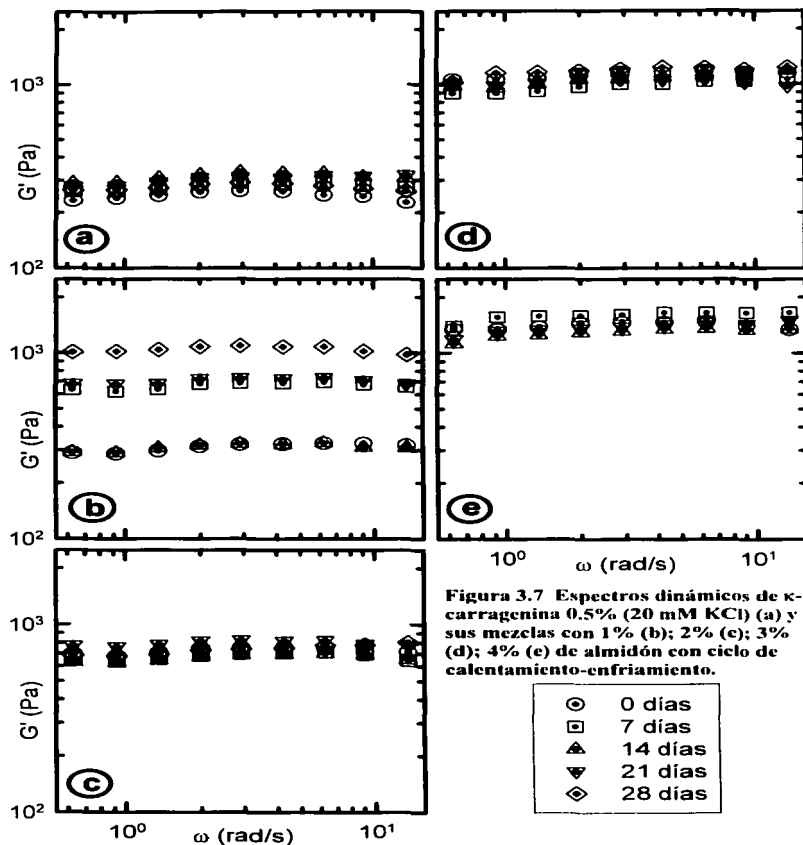 10³
G' (Pa)
a
10²
d
10³
G' (Pa)
b
10²
e
10⁰
10¹
ω (rad/s)
10³
G' (Pa)
c
10²
10⁰
10¹
ω (rad/s)
Figura 3.7 Espectros dinámicos de κ-
carragenina 0.5% (20 mM KCl) (a) y
sus mezclas con 1% (b); 2% (c); 3%
(d); 4% (e) de almidón con ciclo de
calentamiento-enfriamiento.
0 días
7 días
14 días
21 días
28 días